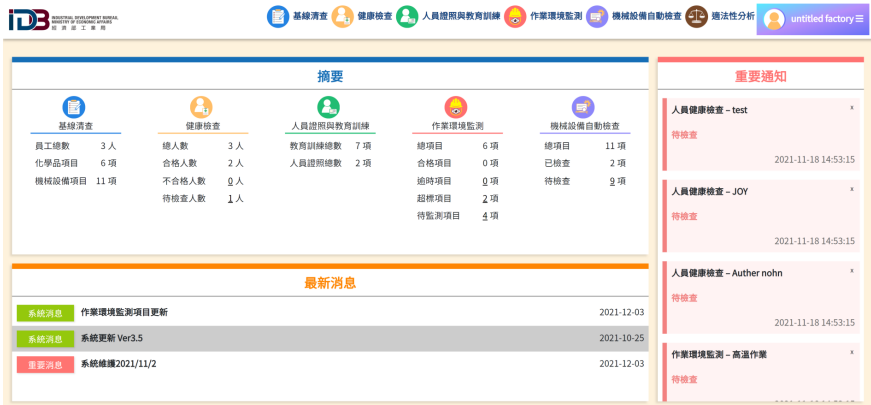 IDB INDUSTRIAL DEVELOPMENT BUREAU,
MINISTRY OF ECONOMIC AFFAIRS
經濟部工業局
基線清查 健康檢查 人員證照與教育訓練 作業環境監測 機械設備自動檢查 適法性分析 untitled factory
摘要
基線清查 健康檢查 人員證照與教育訓練 作業環境監測 機械設備自動檢查
員工總數 3 人 總人數 3 人 教育訓練總數 7 項 總項目 6 項 總項目 11 項
化學品項目 6 項 合格人數 2 人 人員證照總數 2 項 合格項目 0 項 已檢查 2 項
機械設備項目 11 項 不合格人數 0 人 逾時項目 0 項 待檢查 9 項
待檢查人數 1 人 超標項目 2 項
待監測項目 4 項
最新消息
系統消息 作業環境監測項目更新 2021-12-03
系統消息 系統更新 Ver3.5 2021-10-25
重要消息 系統維護2021/11/2 2021-12-03
重要通知
人員健康檢查 – test x
待檢查
2021-11-18 14:53:15
人員健康檢查 – JOY x
待檢查
2021-11-18 14:53:15
人員健康檢查 – Auther nohn x
待檢查
2021-11-18 14:53:15
作業環境監測 – 高溫作業 x
待檢查